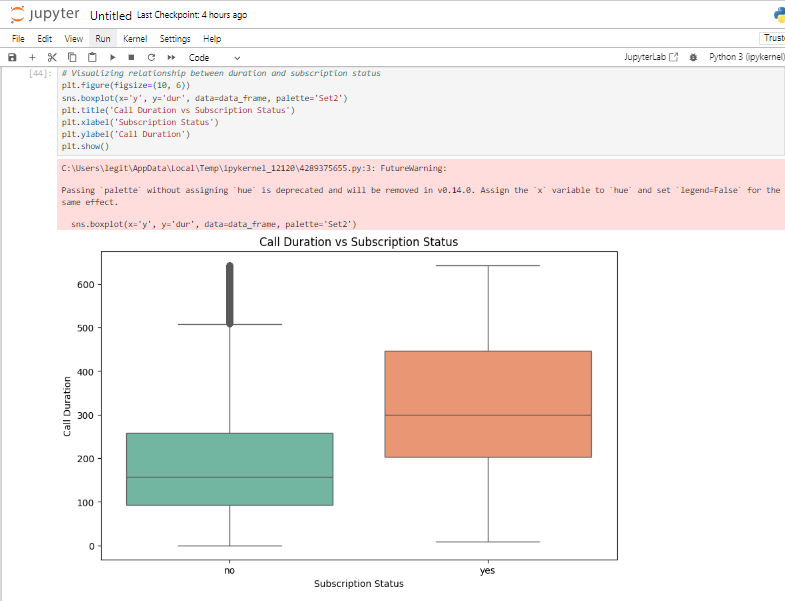 jupyter Untitled Last Checkpoint: 4 hours ago
File Edit View Run Kernel Settings Help Trust
Code JupyterLab Python 3 (ipykernel)
[44]: # Visualizing relationship between duration and subscription status
plt.figure(figsize=(10, 6))
sns.boxplot(x='y', y='dur', data=data_frame, palette='Set2')
plt.title('Call Duration vs Subscription Status')
plt.xlabel('Subscription Status')
plt.ylabel('Call Duration')
plt.show()
C:\Users\legit\AppData\Local\Temp\ipykernel_12120\4289375655.py:3: FutureWarning:
Passing `palette` without assigning `hue` is deprecated and will be removed in v0.14.0. Assign the `x` variable to `hue` and set `legend=False` for the
same effect.
sns.boxplot(x='y', y='dur', data=data_frame, palette='Set2')
Call Duration vs Subscription Status
600
500
400
300
200
100
0
Call Duration
no yes
Subscription Status